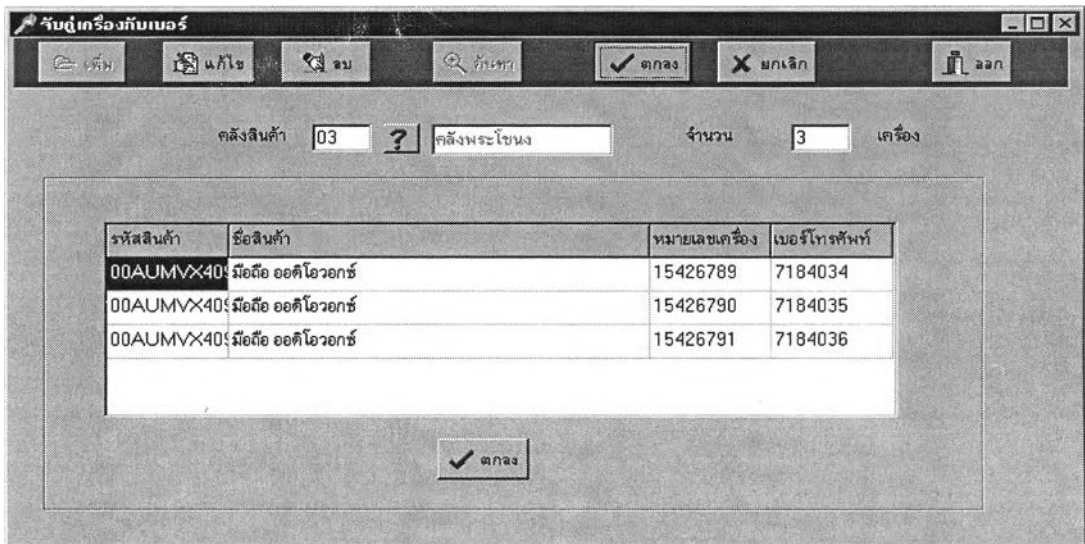 จับคู่เครื่องกับเบอร์
เพิ่ม แก้ไข ลบ ค้นหา ตกลง ยกเลิก ออก
คลังสินค้า 03 ? คลังพระโขนง จำนวน 3 เครื่อง
รหัสสินค้า ชื่อสินค้า หมายเลขเครื่อง เบอร์โทรศัพท์
00AUMVX409 มือถือ ออดิโอวอกซ์ 15426789 7184034
00AUMVX409 มือถือ ออดิโอวอกซ์ 15426790 7184035
00AUMVX409 มือถือ ออดิโอวอกซ์ 15426791 7184036
ตกลง